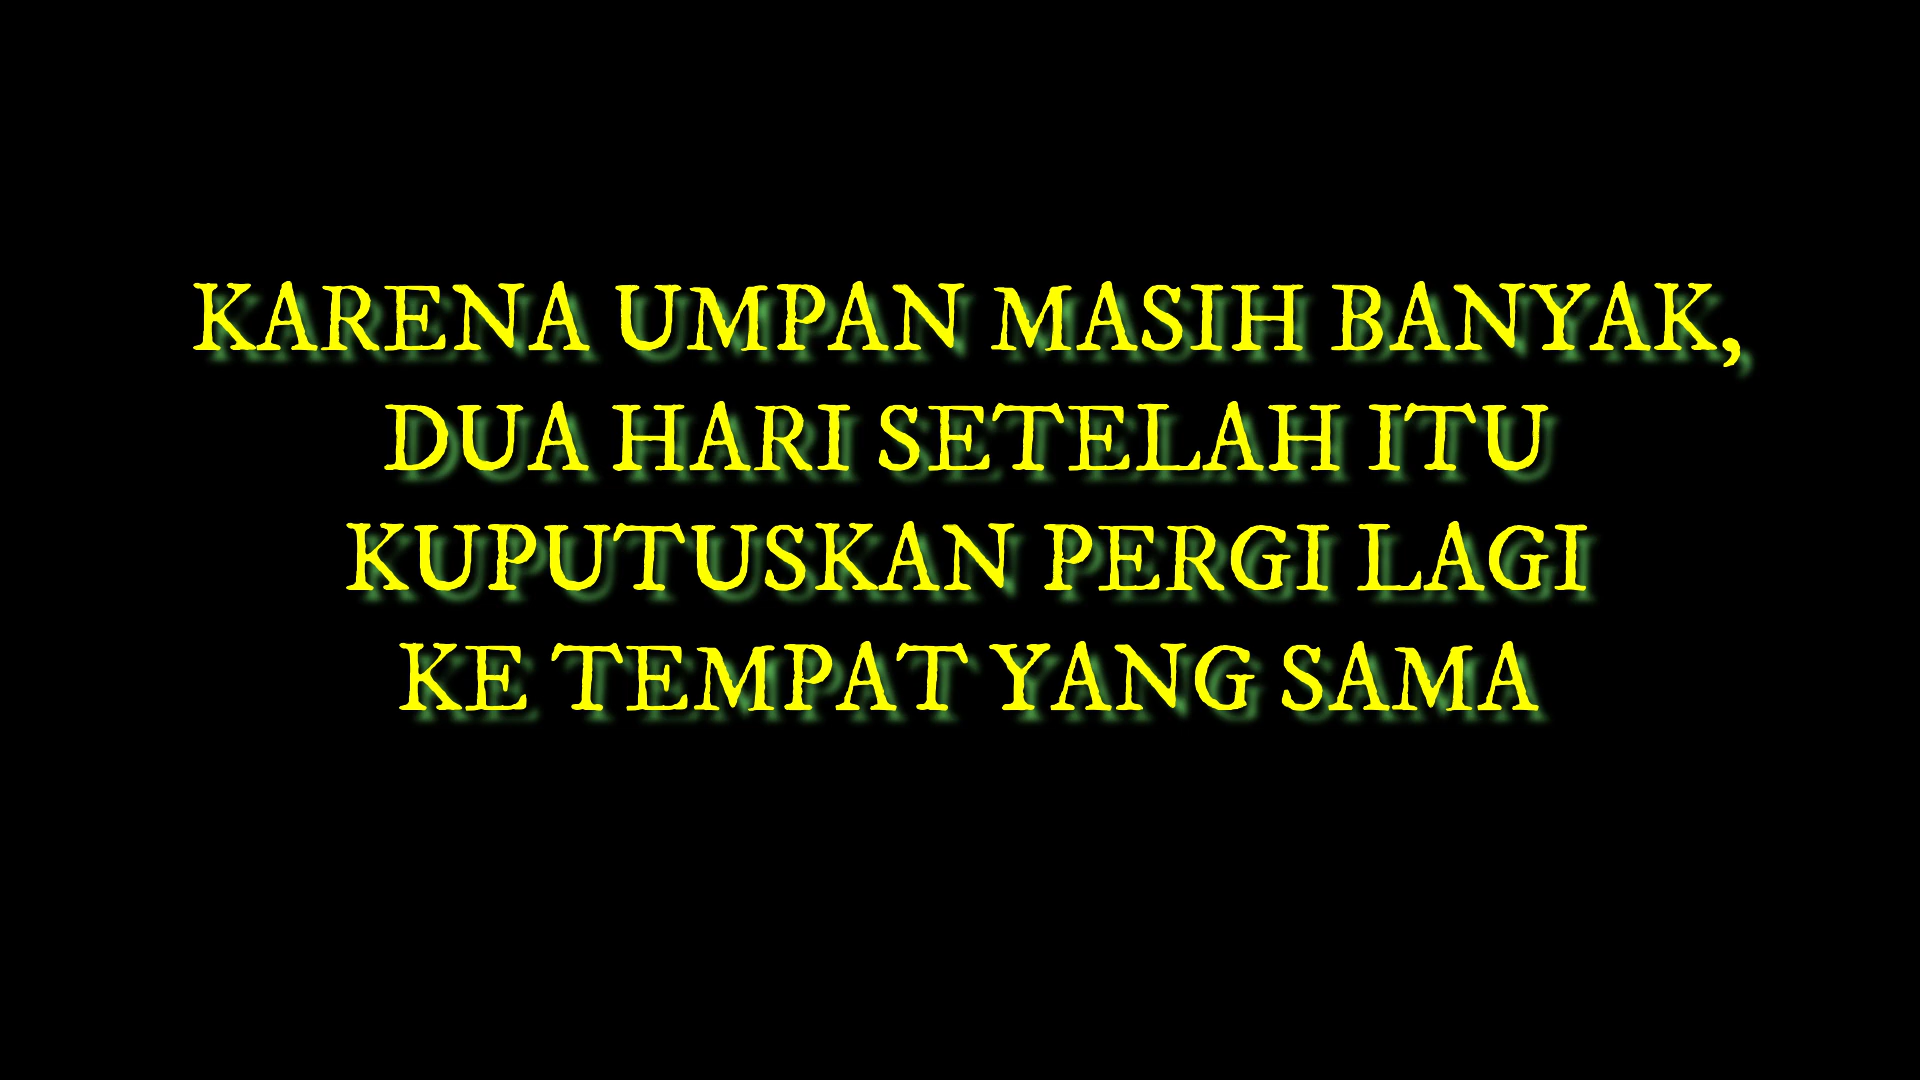 KARENA UMPAN MASIH BANYAK,
DUA HARI SETELAH ITU
KUPUTUSKAN PERGI LAGI
KE TEMPAT YANG SAMA